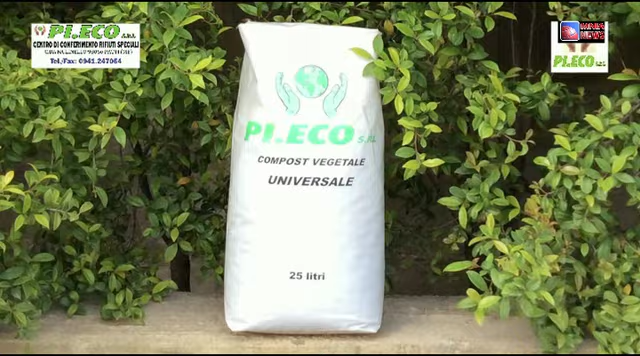 PI.ECO S.R.L
CENTRO DI CONFERIMENTO RIFIUTI SPECIALI
Tel./Fax: 0941.247064
NEWS
PI.ECO
PI.ECO S.R.L
COMPOST VEGETALE
UNIVERSALE
25 litri